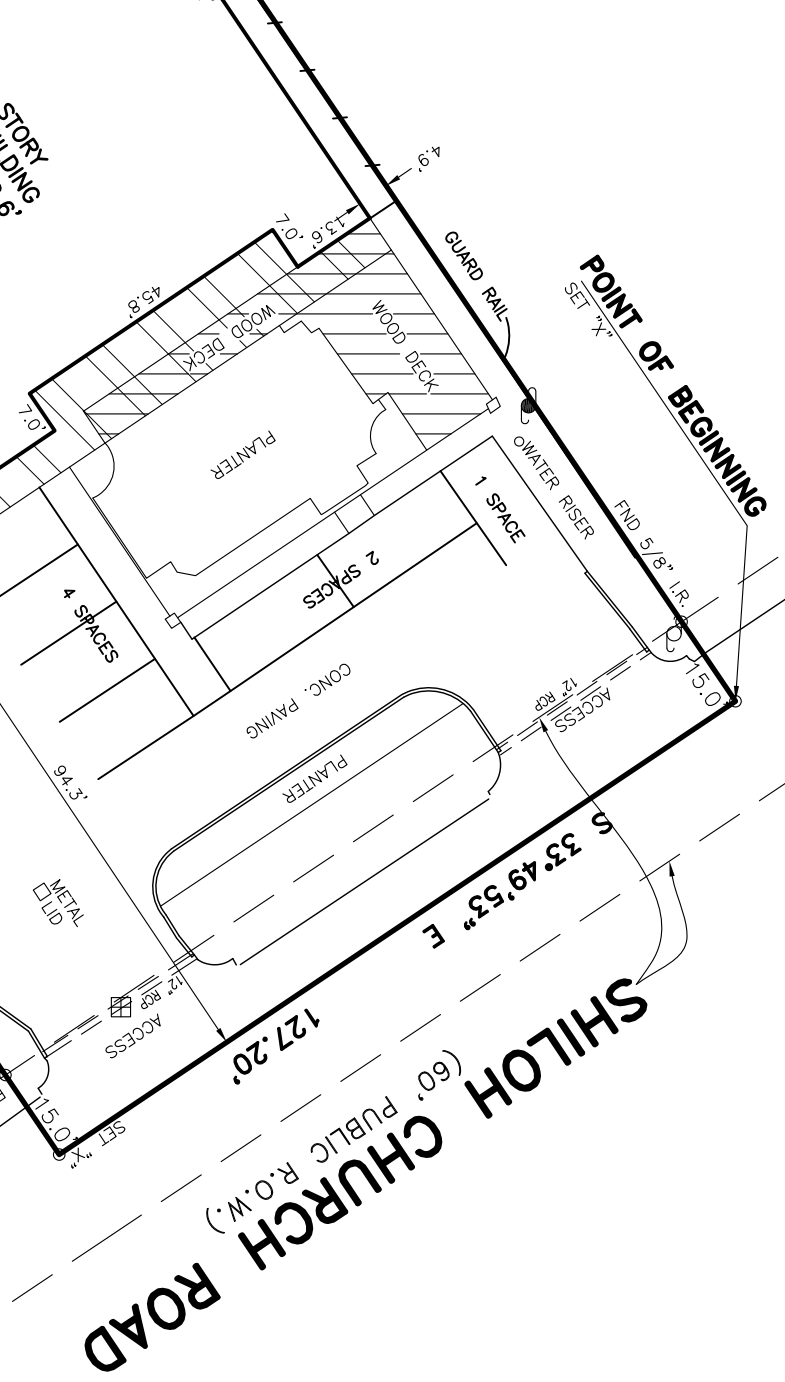 STORY
4.9'
7.0'
13.6'
45.8'
GUARD RAIL
POINT OF BEGINNING
SET "X"
WOOD DECK
WOOD DECK
7.0'
PLANTER
WATER RISER
1 SPACE
FND 5/8" I.R.
2 SPACES
4 SPACES
CONC. PAVING
12" RCP
ACCESS
15.0'
PLANTER
94.3'
S 33°49'53" E
METAL
LID
12" RCP
ACCESS
127.20'
SHILOH CHURCH ROAD
(60' PUBLIC R.O.W.)
15.0'
SET "X"